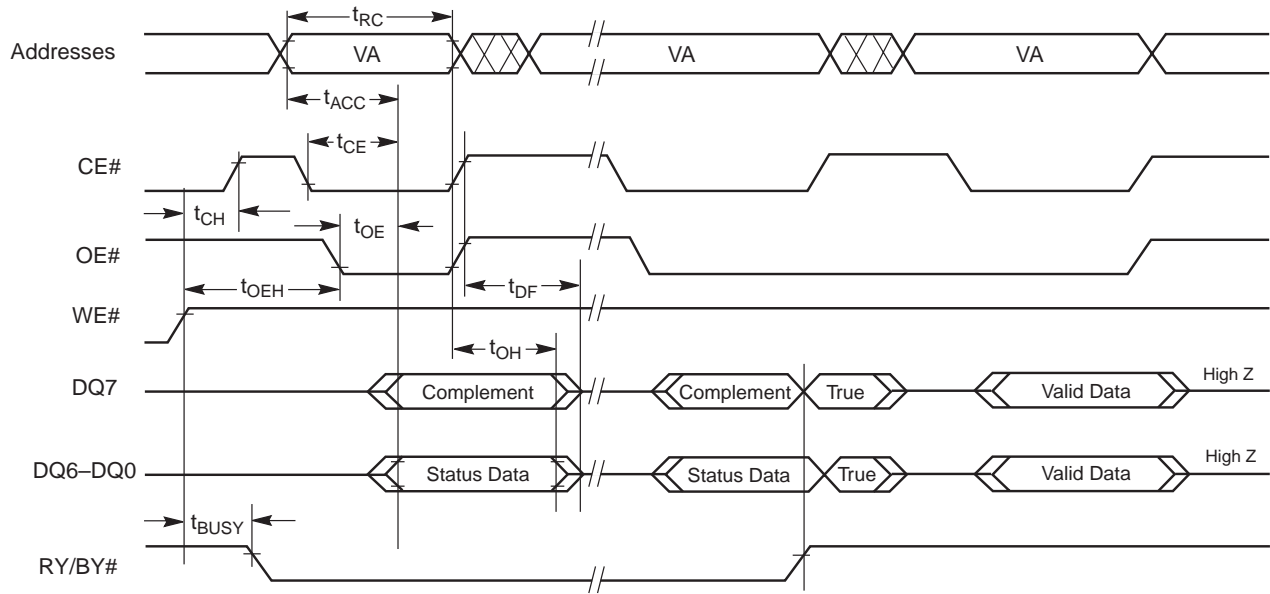 tRC
Addresses VA VA VA
tACC
tCE
CE#
tCH tOE
OE#
tOEH tDF
WE#
tOH
DQ7 Complement Complement True Valid Data High Z
DQ6–DQ0 Status Data Status Data True Valid Data High Z
tBUSY
RY/BY#